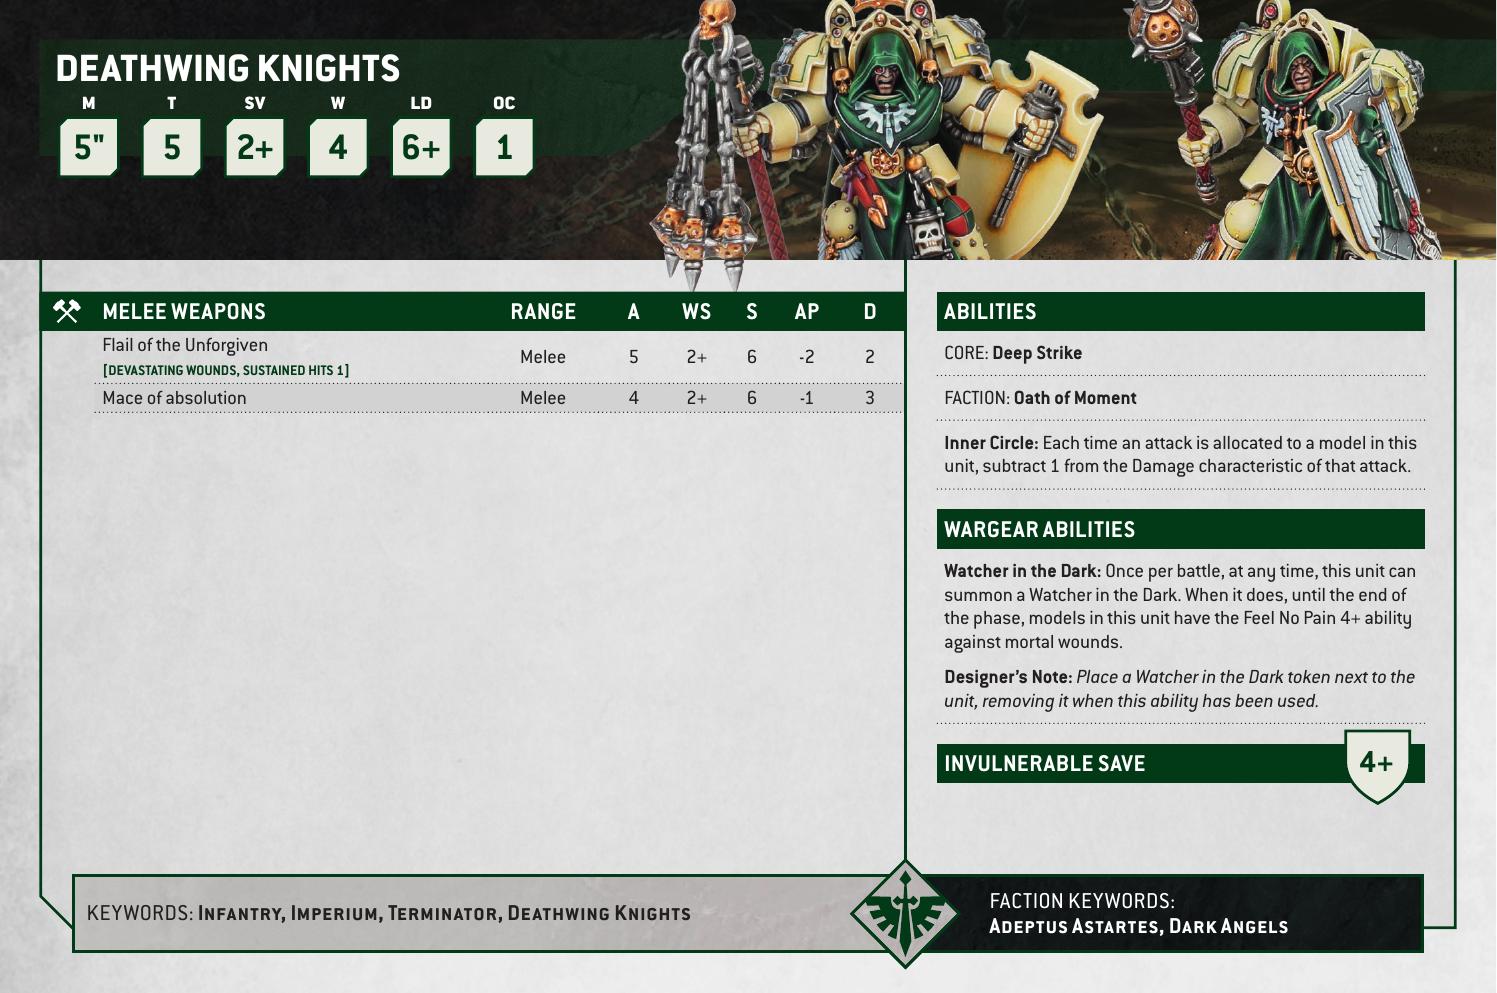 DEATHWING KNIGHTS
M T SV W LD OC
5" 5 2+ 4 6+ 1
MELEE WEAPONS RANGE A WS S AP D
Flail of the Unforgiven
[DEVASTATING WOUNDS, SUSTAINED HITS 1]
Melee 5 2+ 6 -2 2
Mace of absolution Melee 4 2+ 6 -1 3
ABILITIES
CORE: Deep Strike
FACTION: Oath of Moment
Inner Circle: Each time an attack is allocated to a model in this
unit, subtract 1 from the Damage characteristic of that attack.
WARGEAR ABILITIES
Watcher in the Dark: Once per battle, at any time, this unit can
summon a Watcher in the Dark. When it does, until the end of
the phase, models in this unit have the Feel No Pain 4+ ability
against mortal wounds.
Designer's Note: Place a Watcher in the Dark token next to the
unit, removing it when this ability has been used.
INVULNERABLE SAVE 4+
KEYWORDS: INFANTRY, IMPERIUM, TERMINATOR, DEATHWING KNIGHTS
FACTION KEYWORDS:
ADEPTUS ASTARTES, DARK ANGELS